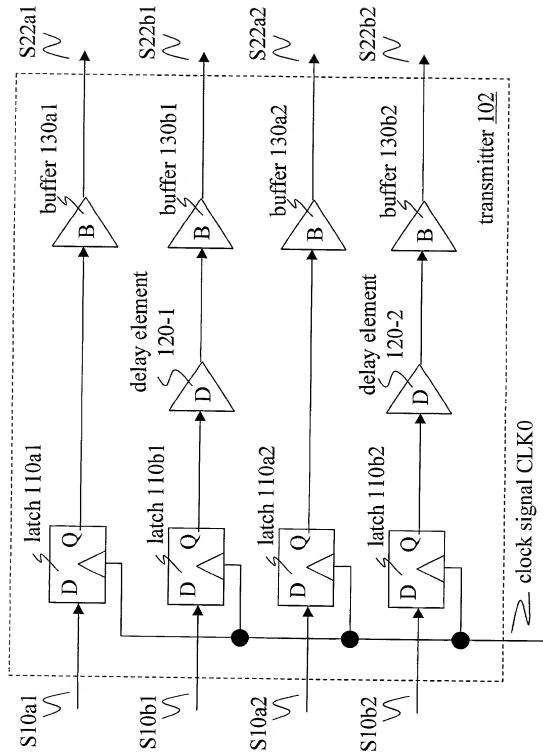 S10a1
latch 110a1
D
Q
buffer 130a1
B
S22a1
S10b1
latch 110b1
D
Q
delay element
120-1
D
buffer 130b1
B
S22b1
S10a2
latch 110a2
D
Q
buffer 130a2
B
S22a2
S10b2
latch 110b2
D
Q
delay element
120-2
D
buffer 130b2
B
S22b2
clock signal CLK0
transmitter 102